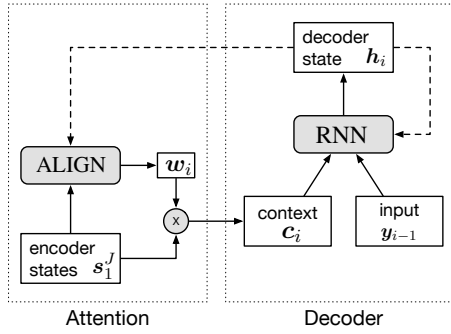 decoder
state h_i
ALIGN
w_i
RNN
x
encoder
states s_1^J
context
c_i
input
y_{i-1}
Attention
Decoder